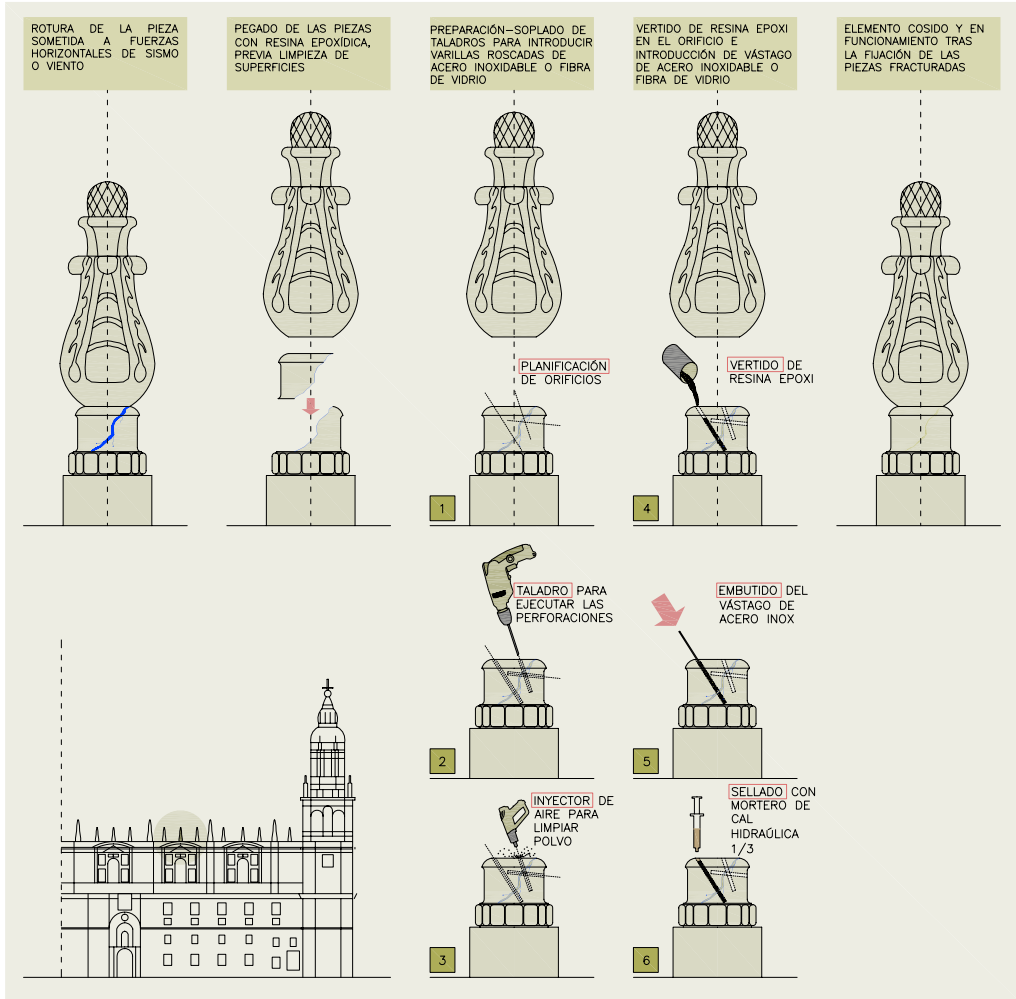 ROTURA DE LA PIEZA
SOMETIDA A FUERZAS
HORIZONTALES DE SISMO
O VIENTO
PEGADO DE LAS PIEZAS
CON RESINA EPOXÍDICA,
PREVIA LIMPIEZA DE
SUPERFICIES
PREPARACIÓN–SOPLADO DE
TALADROS PARA INTRODUCIR
VARILLAS ROSCADAS DE
ACERO INOXIDABLE O FIBRA
DE VIDRIO
VERTIDO DE RESINA EPOXI
EN EL ORIFICIO E
INTRODUCCIÓN DE VÁSTAGO
DE ACERO INOXIDABLE O
FIBRA DE VIDRIO
ELEMENTO COSIDO Y EN
FUNCIONAMIENTO TRAS
LA FIJACIÓN DE LAS
PIEZAS FRACTURADAS
PLANIFICACIÓN
DE ORIFICIOS
1
VERTIDO DE
RESINA EPOXI
4
TALADRO PARA
EJECUTAR LAS
PERFORACIONES
2
EMBUTIDO DEL
VÁSTAGO DE
ACERO INOX
5
INYECTOR DE
AIRE PARA
LIMPIAR
POLVO
3
SELLADO CON
MORTERO DE
CAL
HIDRAÚLICA
1/3
6